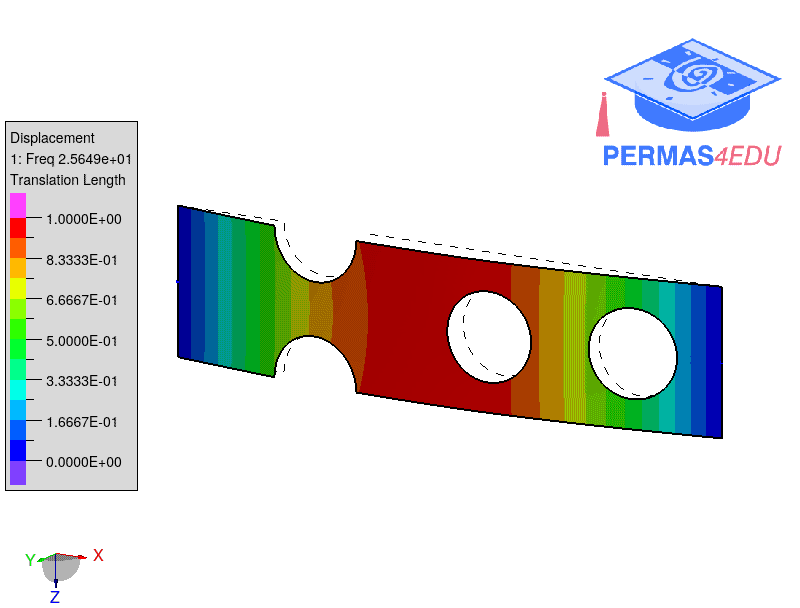 PERMAS4EDU
Displacement
1: Freq 2.5649e+01
Translation Length
1.0000E+00
8.3333E-01
6.6667E-01
5.0000E-01
3.3333E-01
1.6667E-01
0.0000E+00
Y
X
Z